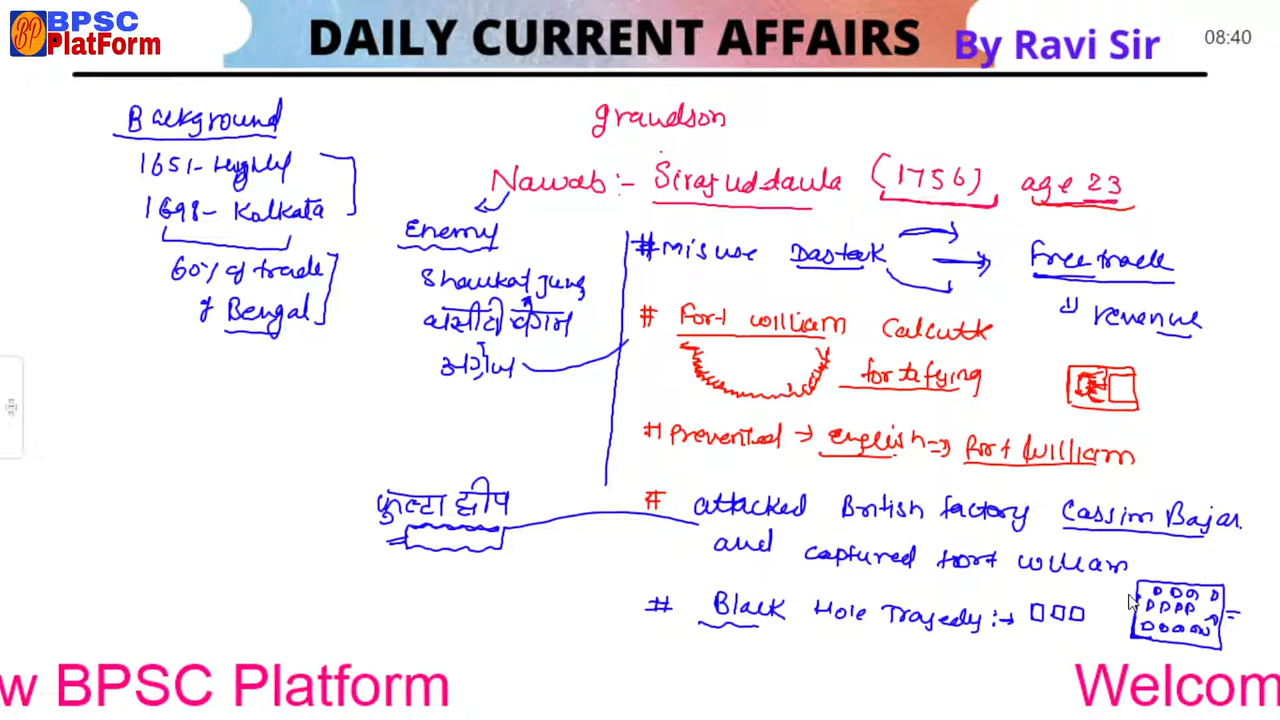 BPSC
PlatForm
BP
DAILY CURRENT AFFAIRS By Ravi Sir
08:40
Background
1651- Hughly
1698- Kolkata
60% of trade
of Bengal
grandson
Nawab:- Sirajuddaula (1756) age 23
Enemy
Shaukat Jung
घसीटी बेगम
अंग्रेज
# Misuse Dastak → Free trade
↓ revenue
# Fort william Calcutta
fortifying
# Prevented → English → Fort William
फुल्टा द्वीप
# attacked British factory Cassim Bajar
and captured Fort William
# Black Hole Tragedy:→
w BPSC Platform
Welcom